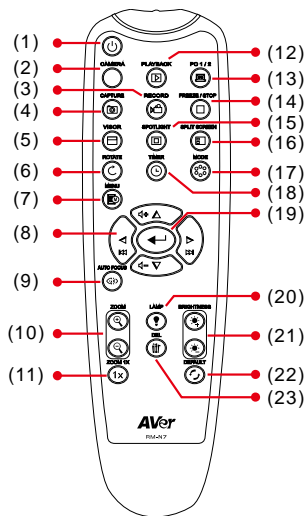 (1)
(2) CAMERA PLAYBACK PC 1 / 2 (12)
(13)
(3) CAPTURE RECORD FREEZE / STOP (14)
(4)
(15)
(5) VISOR SPOTLIGHT SPLIT SCREEN (16)
(6) ROTATE TIMER MODE (17)
(18)
(7) MENU
(19)
(8)
(9) AUTO FOCUS
(20)
ZOOM LAMP BRIGHTNESS
(10) DEL (21)
ZOOM 1X DEFAULT
(11) 1x (22)
(23)
AVer
RM-N7